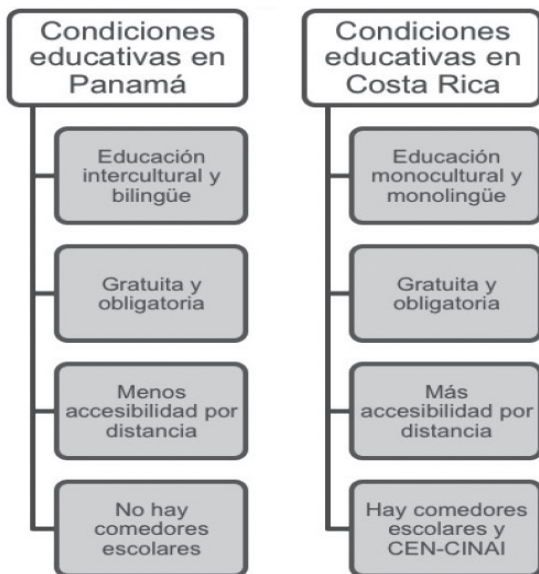 Condiciones
educativas en
Panamá
Educación
intercultural y
bilingüe
Gratuita y
obligatoria
Menos
accesibilidad por
distancia
No hay
comedores
escolares
Condiciones
educativas en
Costa Rica
Educación
monocultural y
monolingüe
Gratuita y
obligatoria
Más
accesibilidad por
distancia
Hay comedores
escolares y
CEN-CINAI